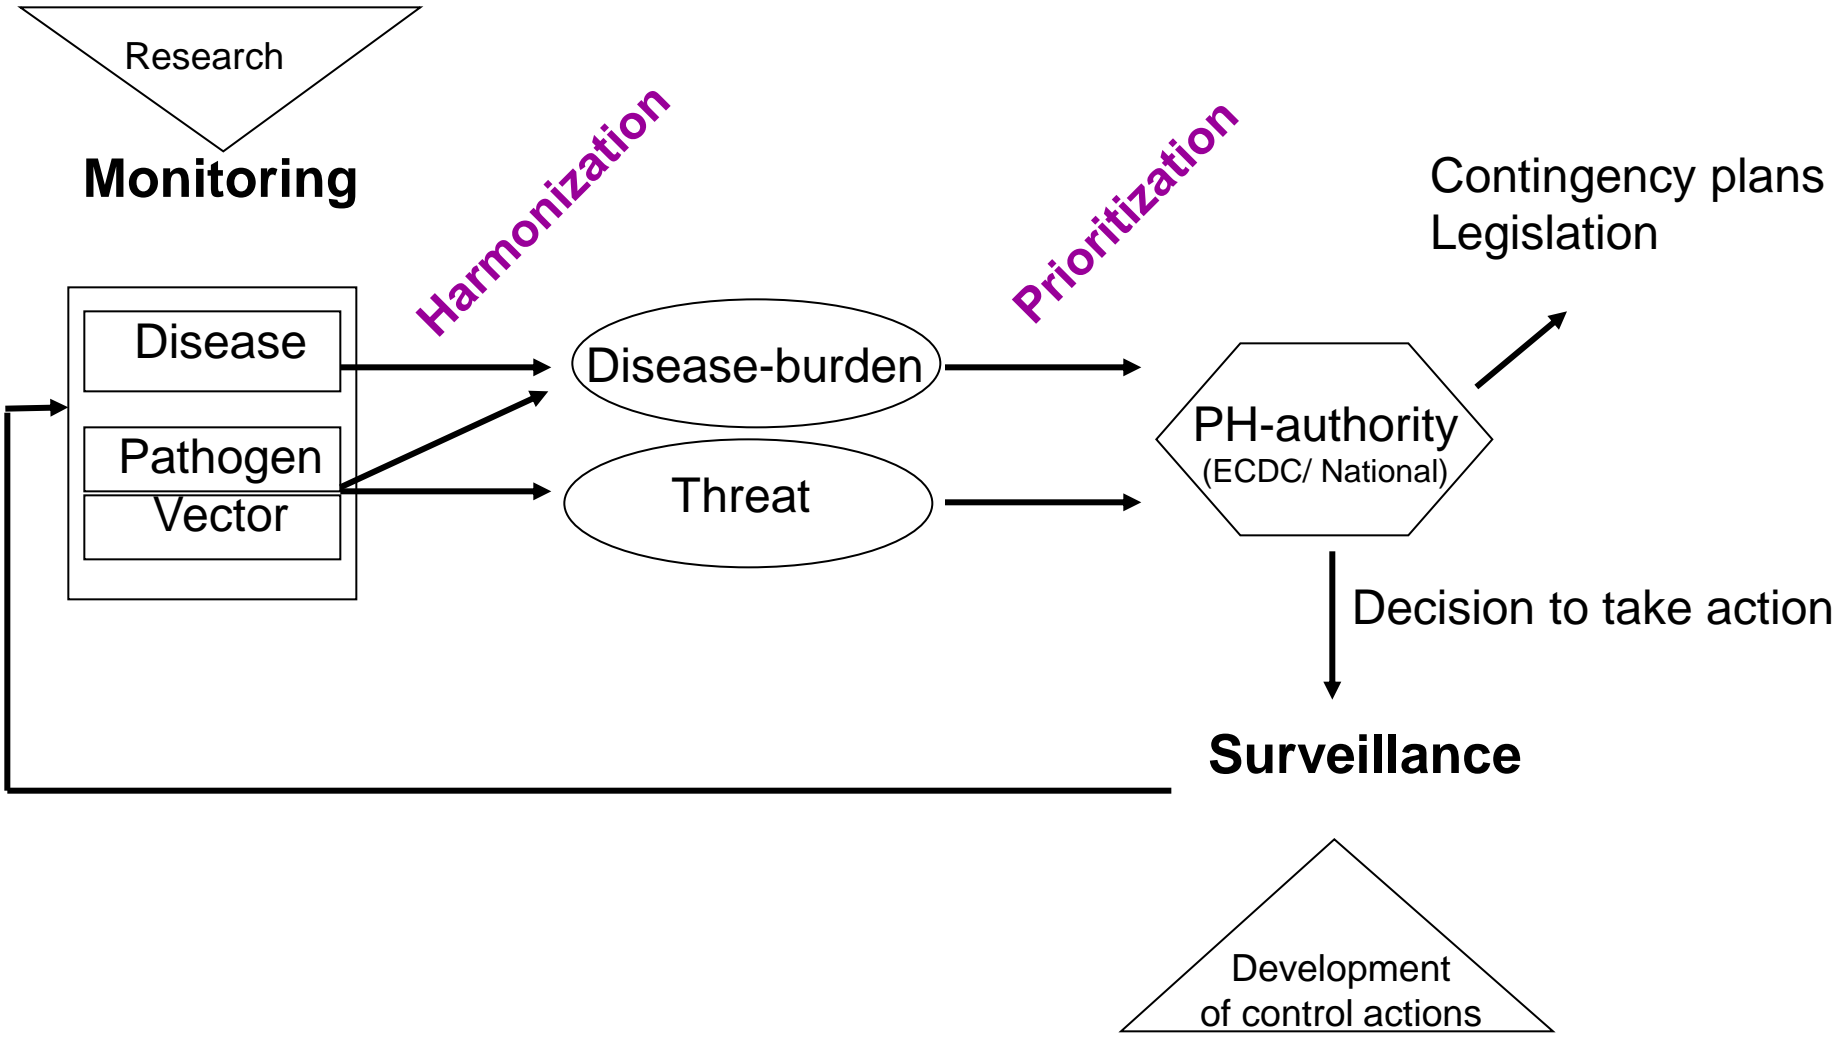 Research
Monitoring
Harmonization
Prioritization
Contingency plans
Legislation
Disease
Pathogen
Vector
Disease-burden
Threat
PH-authority
(ECDC/ National)
Decision to take action
Surveillance
Development
of control actions